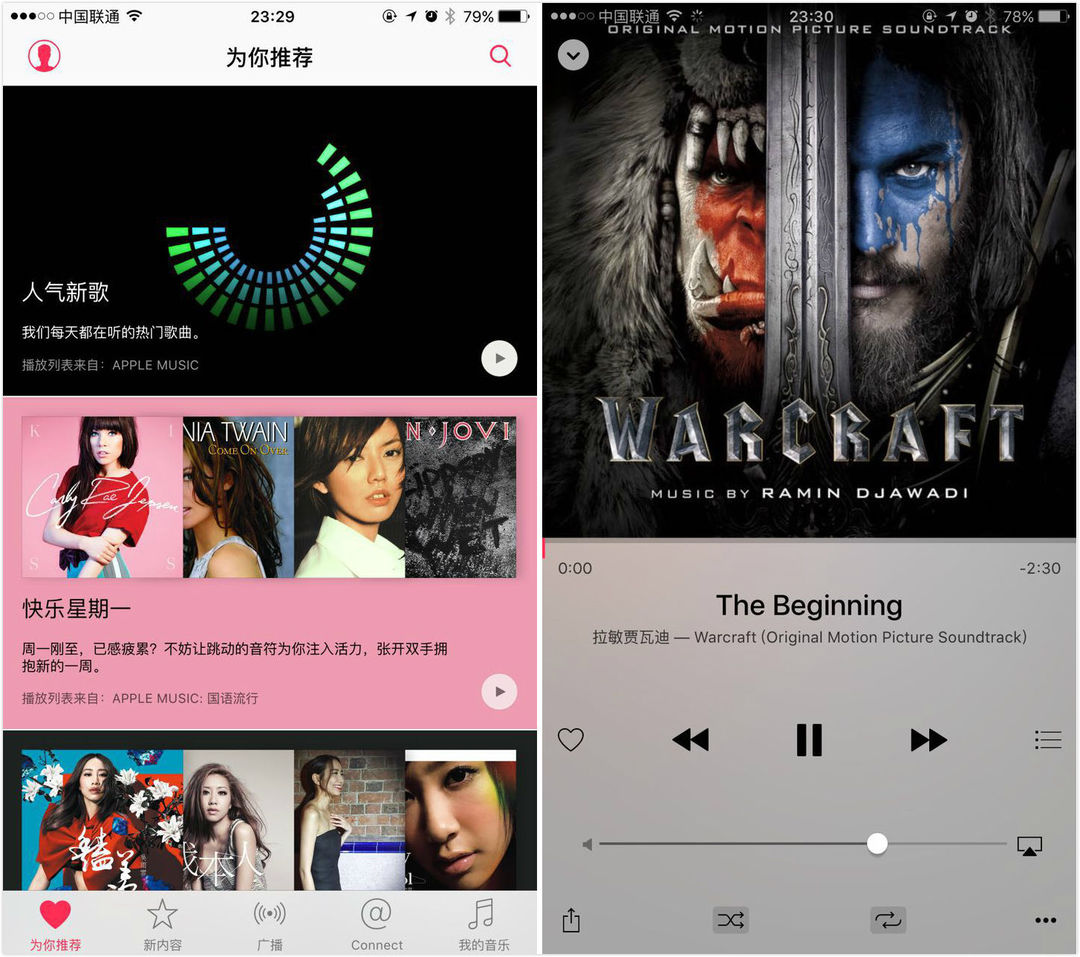 中国联通
23:29
79%
为你推荐
人气新歌
我们每天都在听的热门歌曲。
播放列表来自：APPLE MUSIC
K I
NIA TWAIN
COME ON OVER
N·JOVI
Carly Rae Jepsen
S S
快乐星期一
周一刚至，已感疲累？不妨让跳动的音符为你注入活力，张开双手拥
抱新的一周。
播放列表来自：APPLE MUSIC: 国语流行
本人
为你推荐
新内容
广播
Connect
我的音乐
中国联通
23:30
78%
ORIGINAL MOTION PICTURE SOUNDTRACK
WARCRAFT
MUSIC BY RAMIN DJAWADI
0:00
-2:30
The Beginning
拉敏贾瓦迪 — Warcraft (Original Motion Picture Soundtrack)